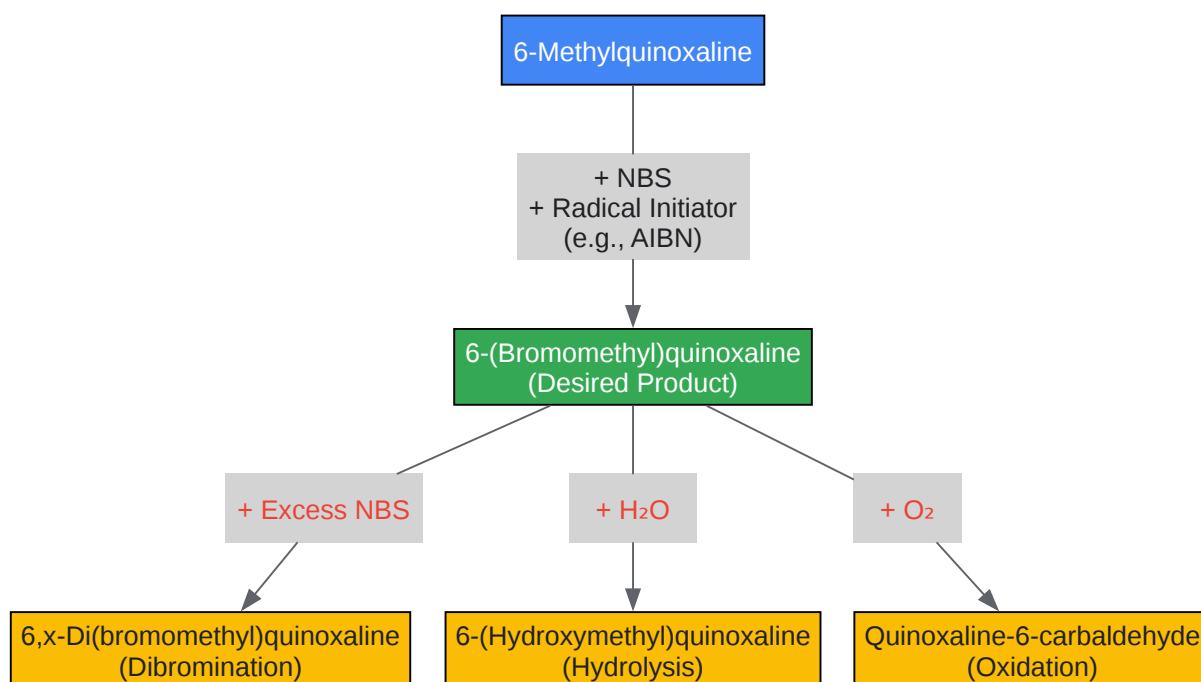 6-Methylquinoxaline
+ NBS
+ Radical Initiator
(e.g., AIBN)
6-(Bromomethyl)quinoxaline
(Desired Product)
+ Excess NBS
+ H₂O
+ O₂
6,x-Di(bromomethyl)quinoxaline
(Dibromination)
6-(Hydroxymethyl)quinoxaline
(Hydrolysis)
Quinoxaline-6-carbaldehyde
(Oxidation)